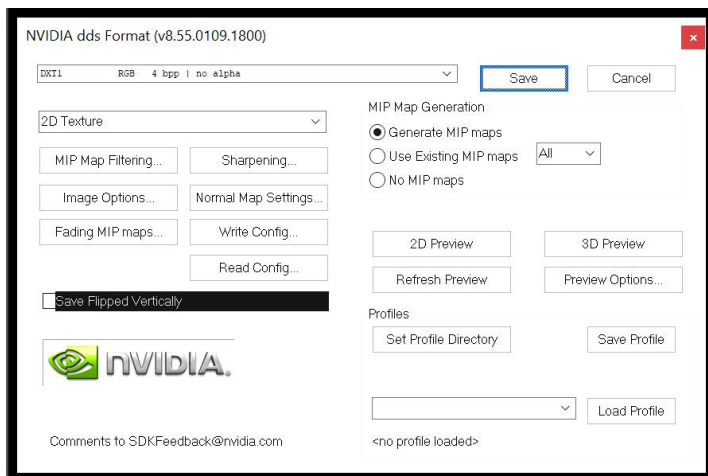 NVIDIA dds Format (v8.55.0109.1800)
DXT1 RGB 4 bpp | no alpha
Save
Cancel
2D Texture
MIP Map Generation
Generate MIP maps
Use Existing MIP maps
All
No MIP maps
MIP Map Filtering...
Sharpening...
Image Options...
Normal Map Settings...
Fading MIP maps...
Write Config...
Read Config...
2D Preview
3D Preview
Refresh Preview
Preview Options...
Save Flipped Vertically
Profiles
Set Profile Directory
Save Profile
nVIDIA.
Load Profile
Comments to SDKFeedback@nvidia.com
<no profile loaded>